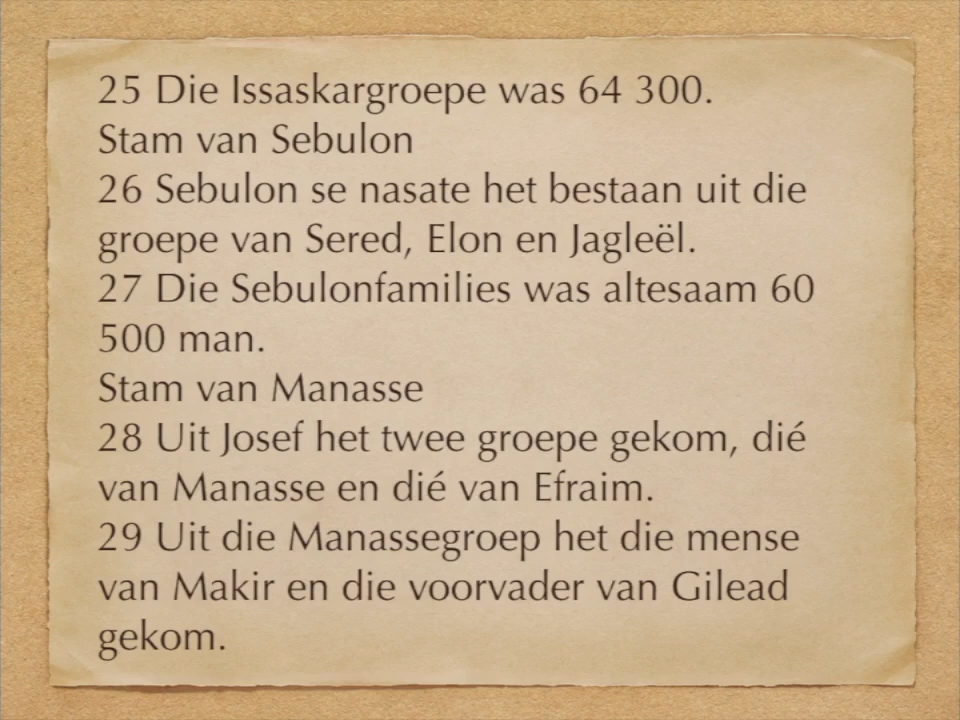 25 Die Issaskargroepe was 64 300.
Stam van Sebulon
26 Sebulon se nasate het bestaan uit die
groepe van Sered, Elon en Jagleël.
27 Die Sebulonfamilies was altesaam 60
500 man.
Stam van Manasse
28 Uit Josef het twee groepe gekom, dié
van Manasse en dié van Efraim.
29 Uit die Manassegroep het die mense
van Makir en die voorvader van Gilead
gekom.